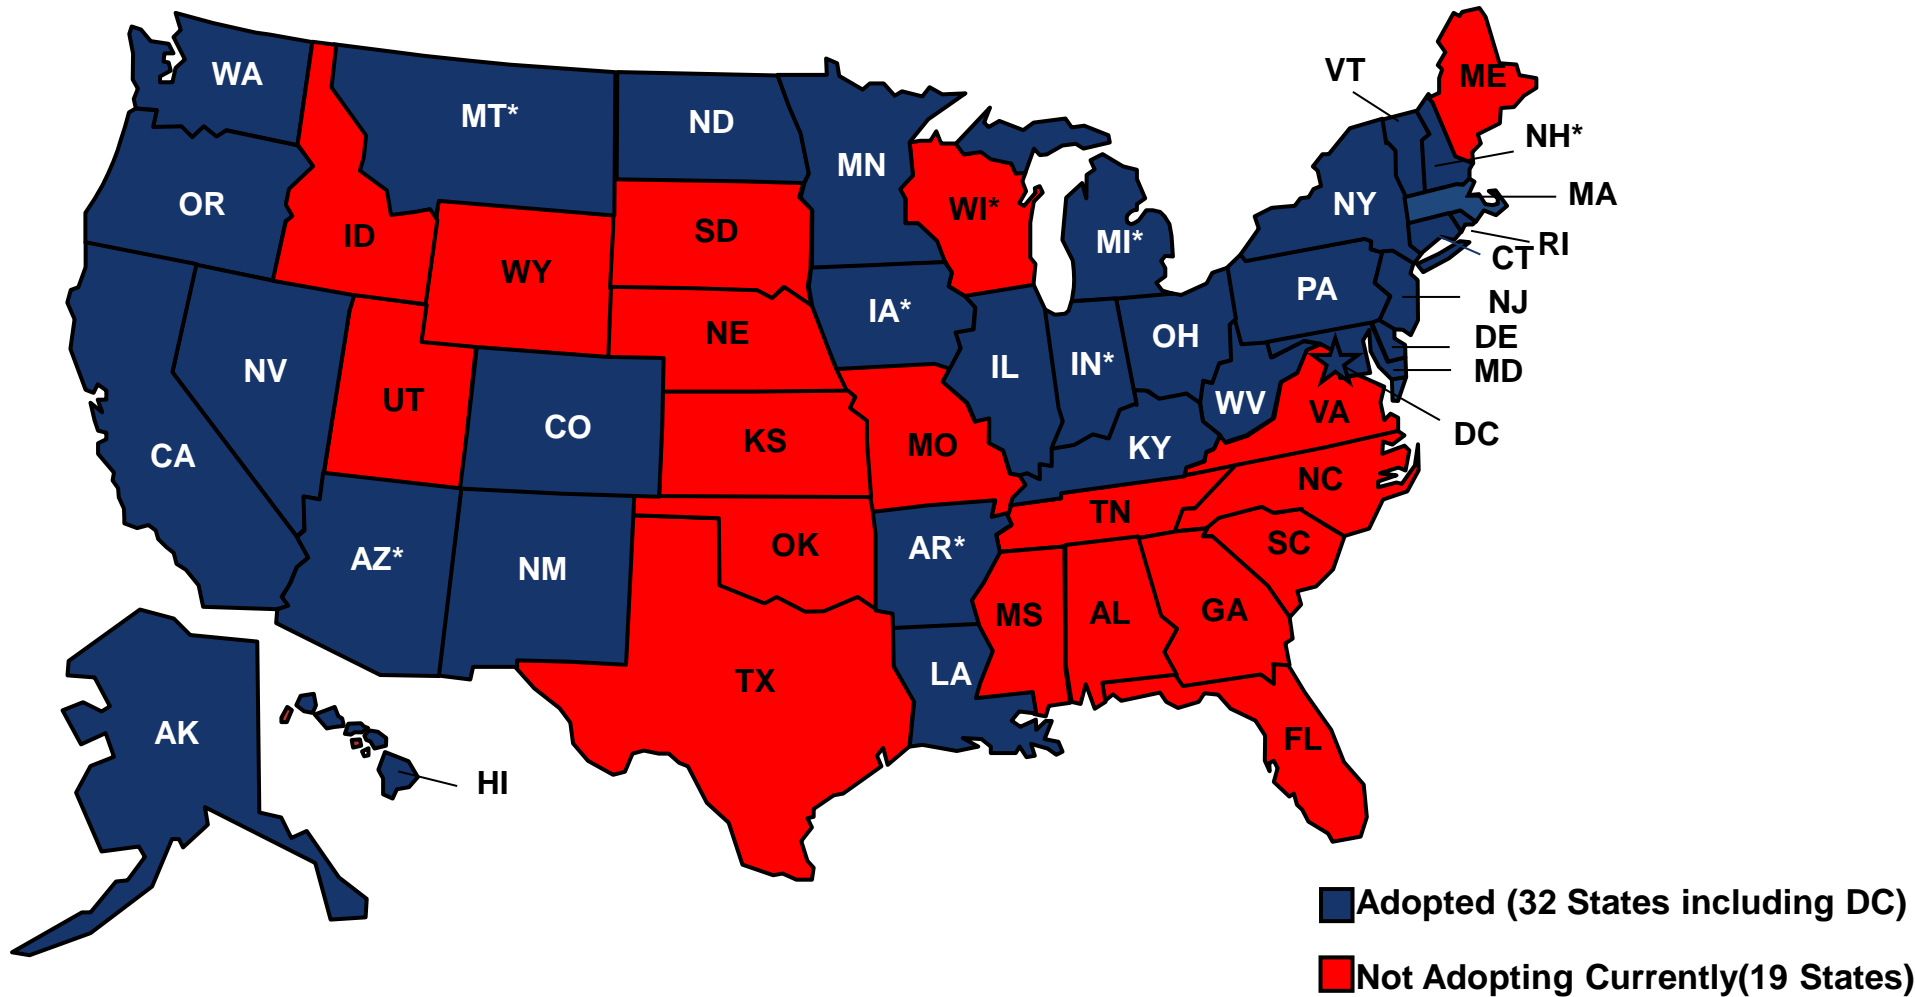 WA
MT*
ND
MN
VT
ME
NH*
OR
ID
WY
SD
WI*
MI*
NY
MA
RI
CT
PA
NJ
IA*
NE
OH
DE
MD
NV
UT
CO
IL
IN*
WV
VA
DC
CA
KS
MO
KY
NC
TN
AZ*
NM
OK
AR*
SC
MS
AL
GA
TX
LA
FL
AK
HI
Adopted (32 States including DC)
Not Adopting Currently(19 States)